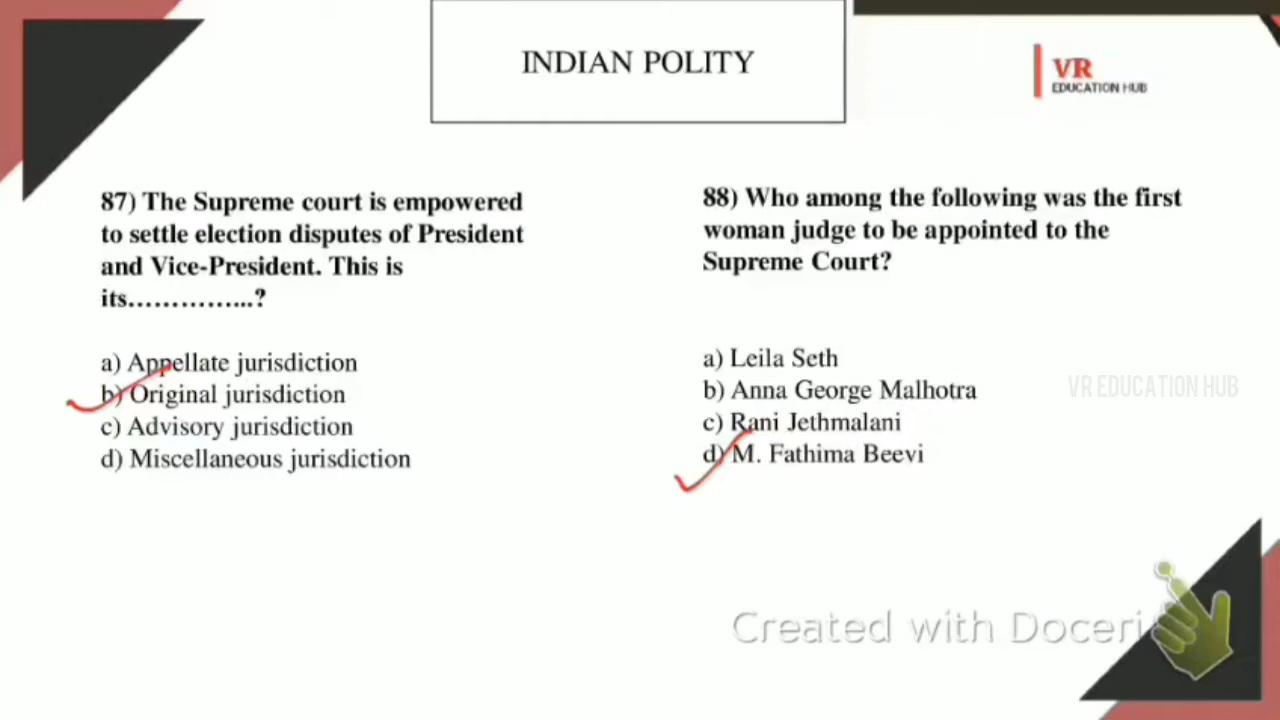 INDIAN POLITY
VR
EDUCATION HUB
87) The Supreme court is empowered
to settle election disputes of President
and Vice-President. This is
its……………..?
a) Appellate jurisdiction
b) Original jurisdiction
c) Advisory jurisdiction
d) Miscellaneous jurisdiction
88) Who among the following was the first
woman judge to be appointed to the
Supreme Court?
a) Leila Seth
b) Anna George Malhotra
c) Rani Jethmalani
d) M. Fathima Beevi
VR EDUCATION HUB
Created with Doceri